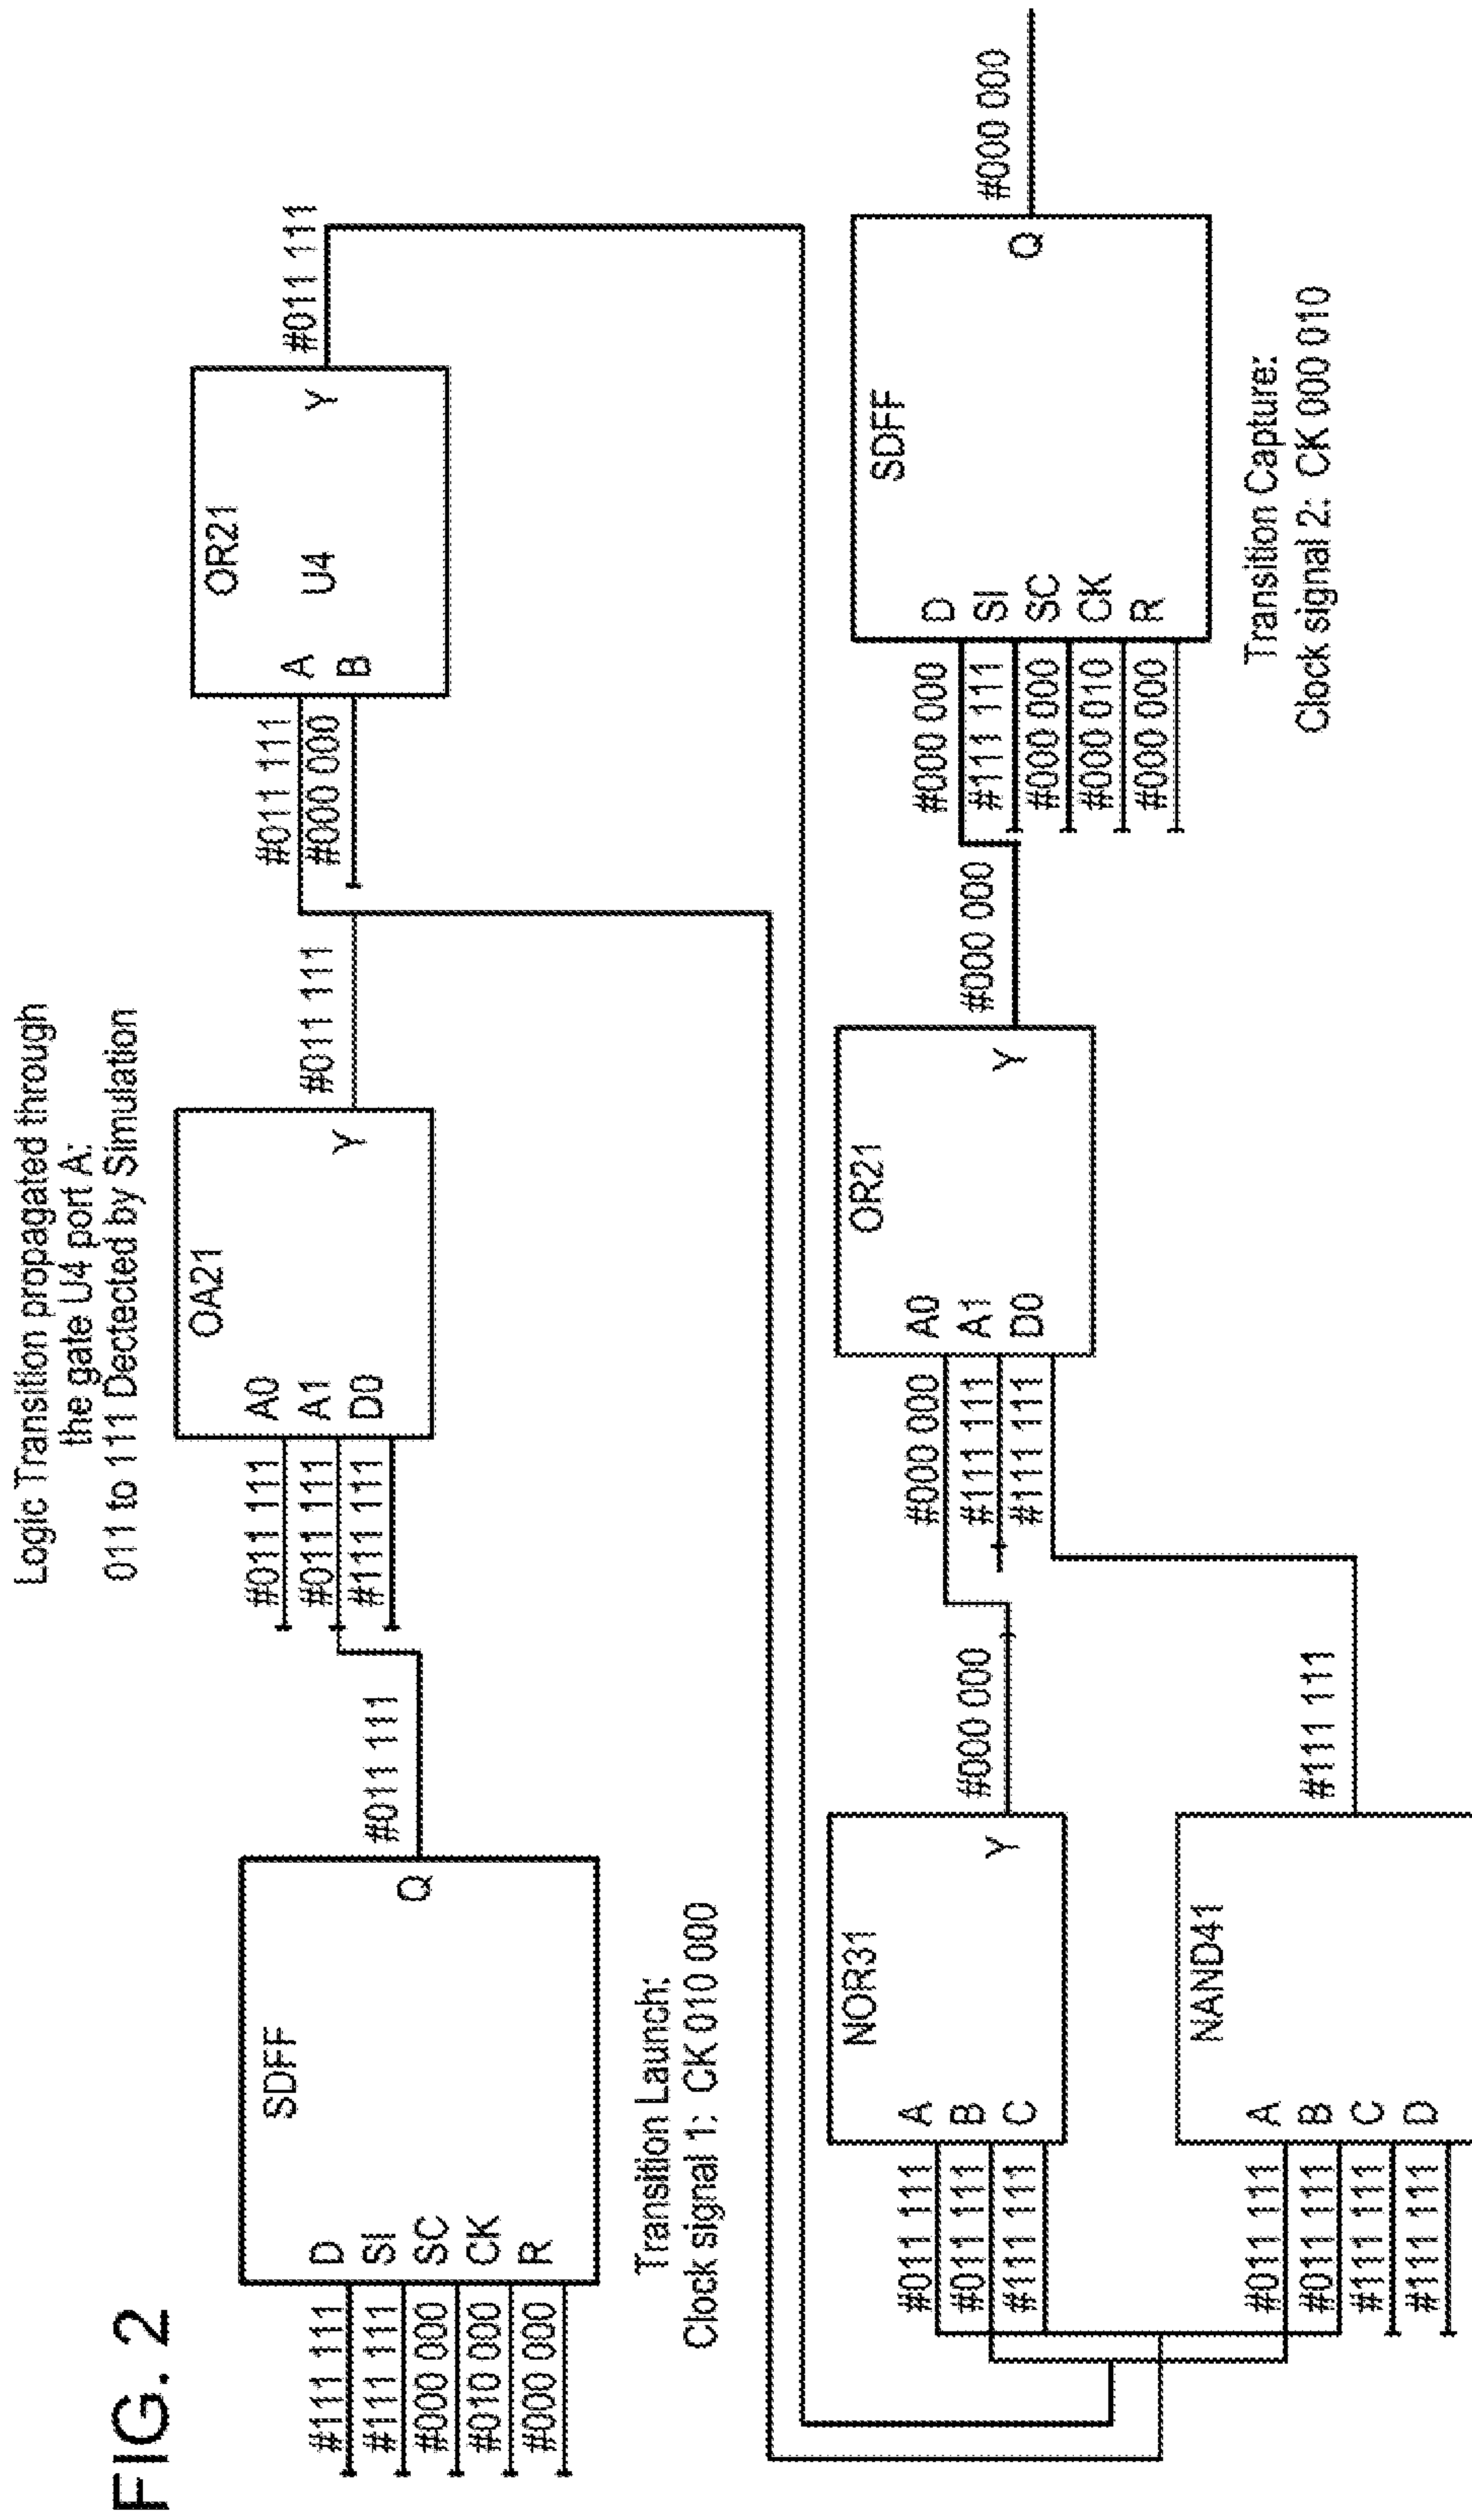 FIG. 2
Logic Transition propagated through
the gate U4 port A:
011 to 111 Dectected by Simulation
SDFF
#111 111 D
#111 111 SI
#000 000 SC
#010 000 CK
#000 000 R
Q
#011 111
Transition Launch:
Clock signal 1: CK 010 000
OA21
#011 111 A0
#011 111 A1
#111 111 D0
Y
#011 111
OR21
U4
#011 111 A
#000 000 B
Y
#011 111
NOR31
#011 111 A
#011 111 B
#111 111 C
Y
#000 000
NAND41
#011 111 A
#011 111 B
#111 111 C
#111 111 D
#111 111
OR21
#000 000 A0
#111 111 A1
#111 111 D0
Y
#000 000
SDFF
#000 000 D
#111 111 SI
#000 000 SC
#000 010 CK
#000 000 R
Q
#000 000
Transition Capture:
Clock signal 2: CK 000 010